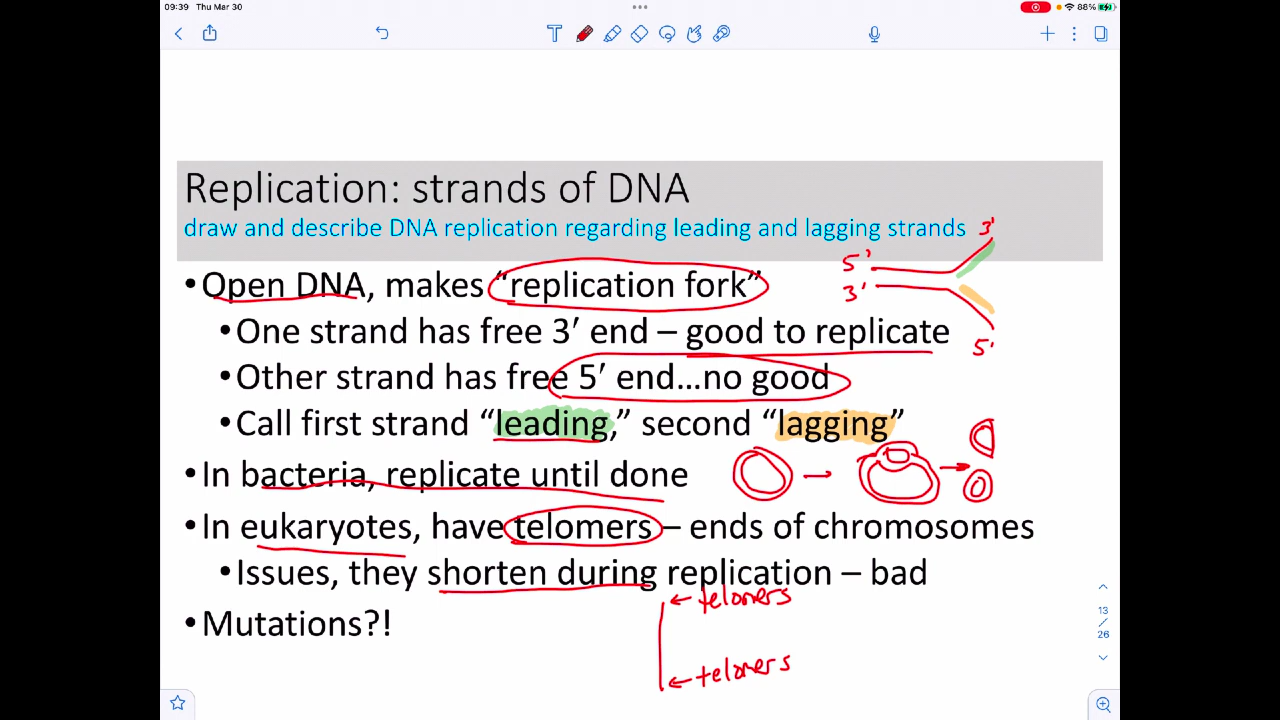 09:39 Thu Mar 30
88%
Replication: strands of DNA
draw and describe DNA replication regarding leading and lagging strands
3'
5'
3'
5'
•Open DNA, makes “replication fork”
•One strand has free 3′ end – good to replicate
•Other strand has free 5′ end…no good
•Call first strand “leading,” second “lagging”
•In bacteria, replicate until done
•In eukaryotes, have telomers – ends of chromosomes
•Issues, they shorten during replication – bad
← telomers
•Mutations?!
← telomers
13
/
26